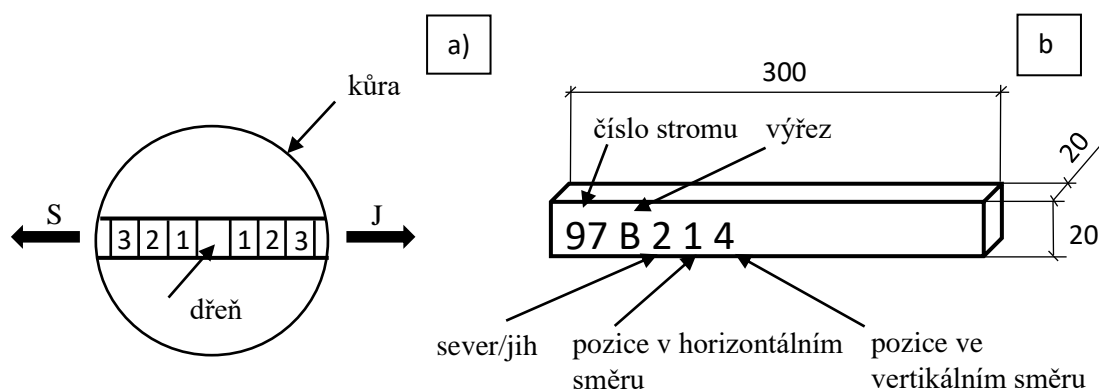 a)
kůra
S
J
3 2 1 1 2 3
dřeň
b
300
číslo stromu
výřez
20
97 B 2 1 4
20
sever/jih
pozice v horizontálním
směru
pozice ve
vertikálním směru